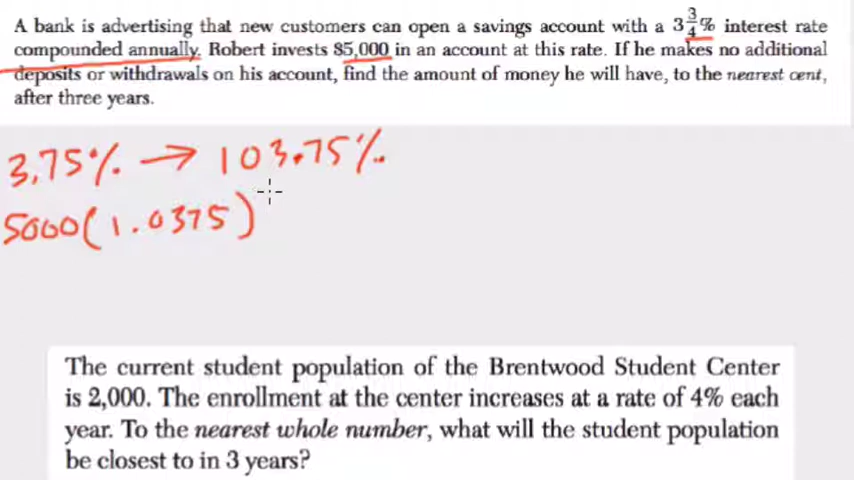 A bank is advertising that new customers can open a savings account with a 3 3/4% interest rate
compounded annually. Robert invests $5,000 in an account at this rate. If he makes no additional
deposits or withdrawals on his account, find the amount of money he will have, to the nearest cent,
after three years.
3.75% → 103.75%
5000(1.0375)
The current student population of the Brentwood Student Center
is 2,000. The enrollment at the center increases at a rate of 4% each
year. To the nearest whole number, what will the student population
be closest to in 3 years?